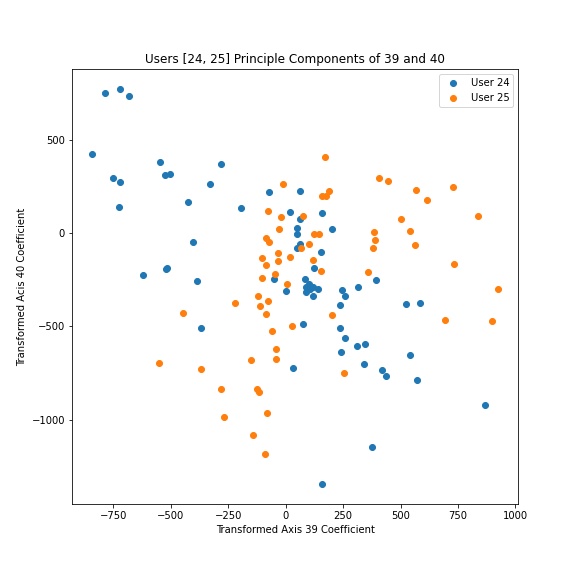 Users [24, 25] Principle Components of 39 and 40
User 24
User 25
Transformed Acis 40 Coefficient
500
0
−500
−1000
−750
−500
−250
0
250
500
750
1000
Transformed Axis 39 Coefficient